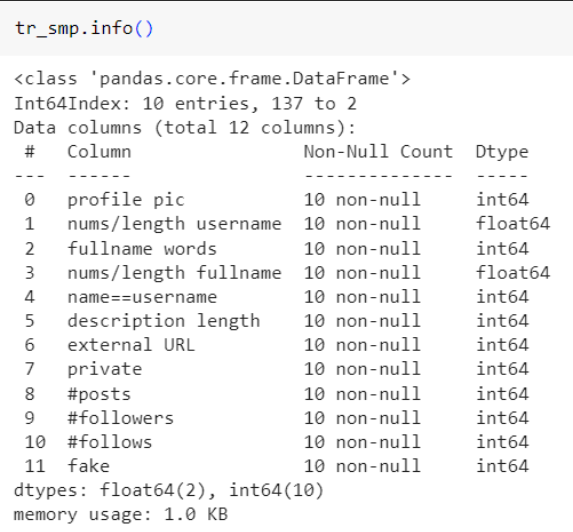 tr_smp.info()
<class 'pandas.core.frame.DataFrame'>
Int64Index: 10 entries, 137 to 2
Data columns (total 12 columns):
 #   Column                Non-Null Count  Dtype
---  ------                --------------  -----
 0   profile pic           10 non-null     int64
 1   nums/length username  10 non-null     float64
 2   fullname words        10 non-null     int64
 3   nums/length fullname  10 non-null     float64
 4   name==username        10 non-null     int64
 5   description length    10 non-null     int64
 6   external URL          10 non-null     int64
 7   private               10 non-null     int64
 8   #posts                10 non-null     int64
 9   #followers            10 non-null     int64
 10  #follows              10 non-null     int64
 11  fake                  10 non-null     int64
dtypes: float64(2), int64(10)
memory usage: 1.0 KB